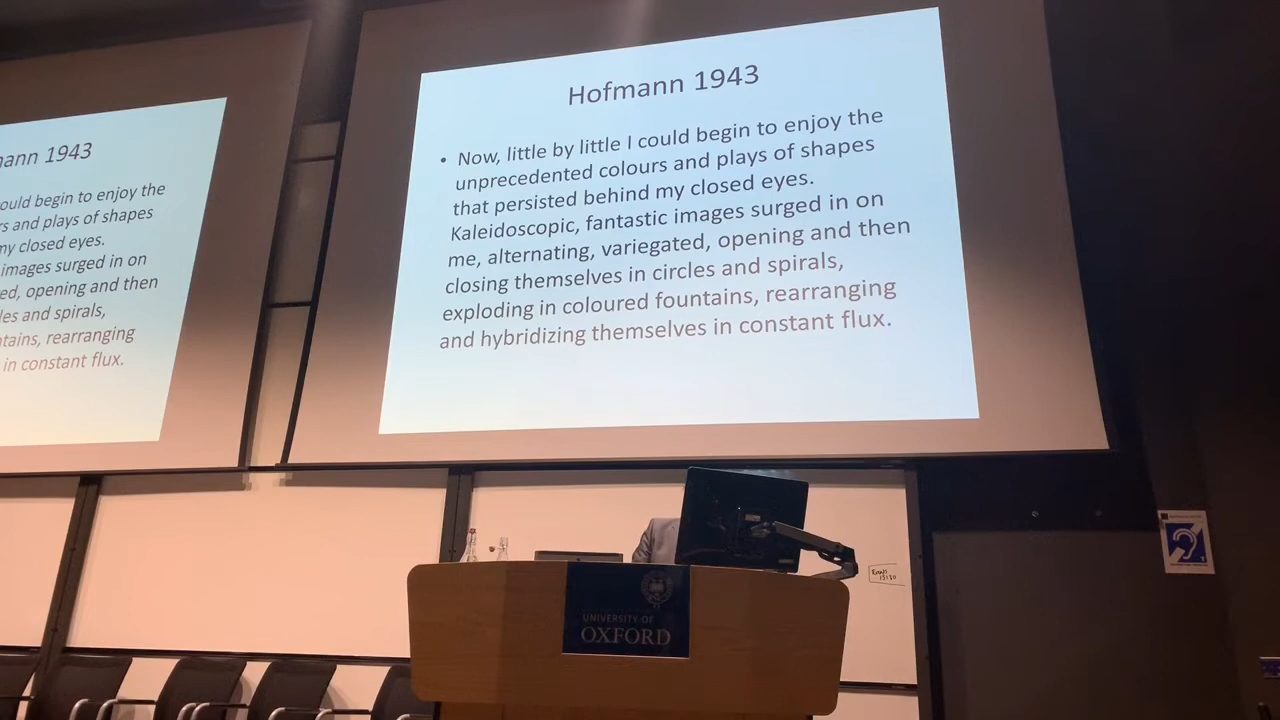 Hofmann 1943
• Now, little by little I could begin to enjoy the
unprecedented colours and plays of shapes
that persisted behind my closed eyes.
Kaleidoscopic, fantastic images surged in on
me, alternating, variegated, opening and then
closing themselves in circles and spirals,
exploding in coloured fountains, rearranging
and hybridizing themselves in constant flux.
ann 1943
ould begin to enjoy the
rs and plays of shapes
my closed eyes.
images surged in on
ed, opening and then
les and spirals,
ntains, rearranging
in constant flux.
UNIVERSITY OF
OXFORD